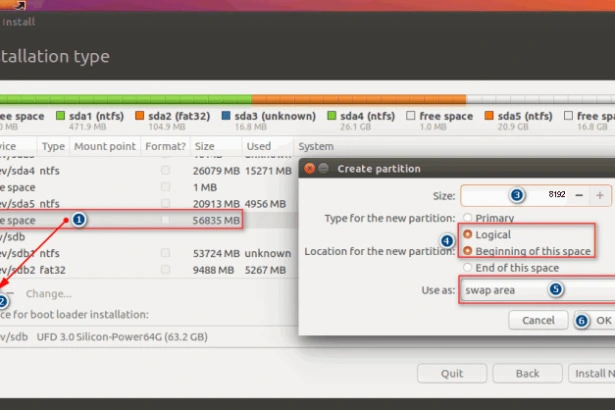 Install
tallation type
ee space sda1 (ntfs) sda2 (fat32) sda3 (unknown) sda4 (ntfs) free space sda5 (ntfs) free spac
MB 471.9 MB 104.9 MB 16.8 MB 26.1 GB 1.0 MB 20.9 GB 16.8 GB
ice Type Mount point Format? Size Used System
v/sda4 ntfs 26079 MB 15271 MB
e space 1 MB
v/sda5 ntfs 20913 MB 4956 MB
e space 1 56835 MB
v/sdb
v/sdb1 ntfs 53724 MB unknown
v/sdb2 fat32 9488 MB 5267 MB
2 − Change...
ce for boot loader installation:
v/sdb UFD 3.0 Silicon-Power64G (63.2 GB)
Quit Back Install N
Create partition
Size: 3 8192 − +
Type for the new partition: Primary
4 Logical
Location for the new partition: Beginning of this space
End of this space
Use as: swap area 5
Cancel 6 OK